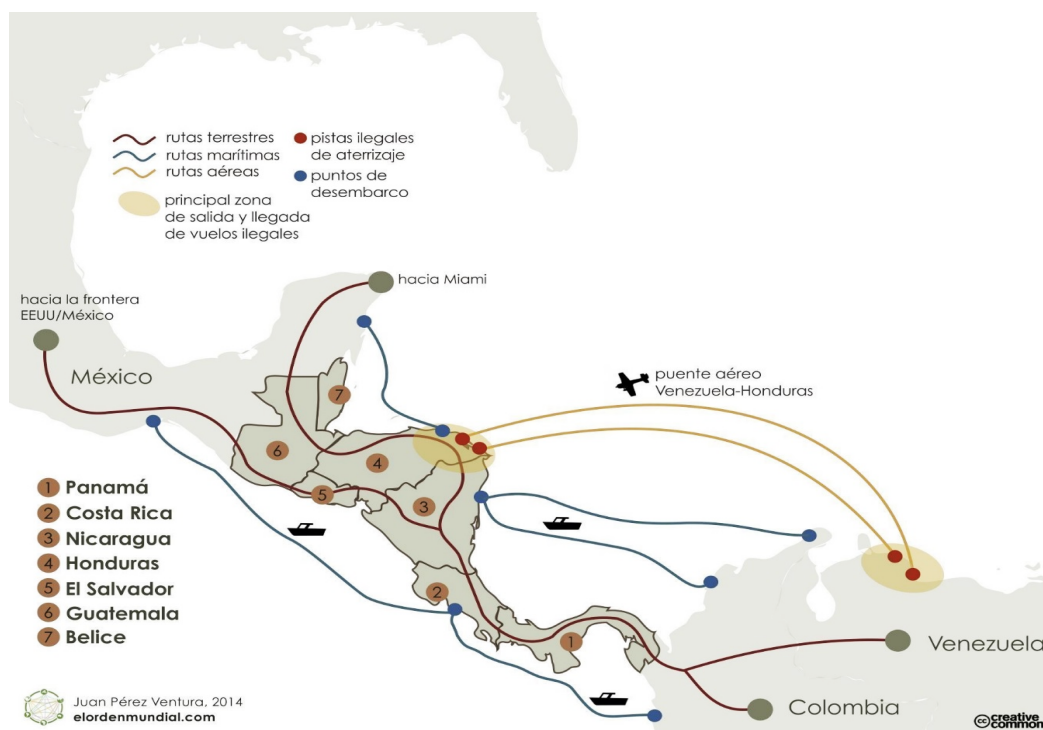 rutas terrestres
rutas marítimas
rutas aéreas
principal zona
de salida y llegada
de vuelos ilegales
pistas ilegales
de aterrizaje
puntos de
desembarco
hacia Miami
hacia la frontera
EEUU/México
México
puente aéreo
Venezuela-Honduras
7
6
4
5
3
2
1
1 Panamá
2 Costa Rica
3 Nicaragua
4 Honduras
5 El Salvador
6 Guatemala
7 Belice
Venezuela
Colombia
Juan Pérez Ventura, 2014
elordenmundial.com
cc creative
common